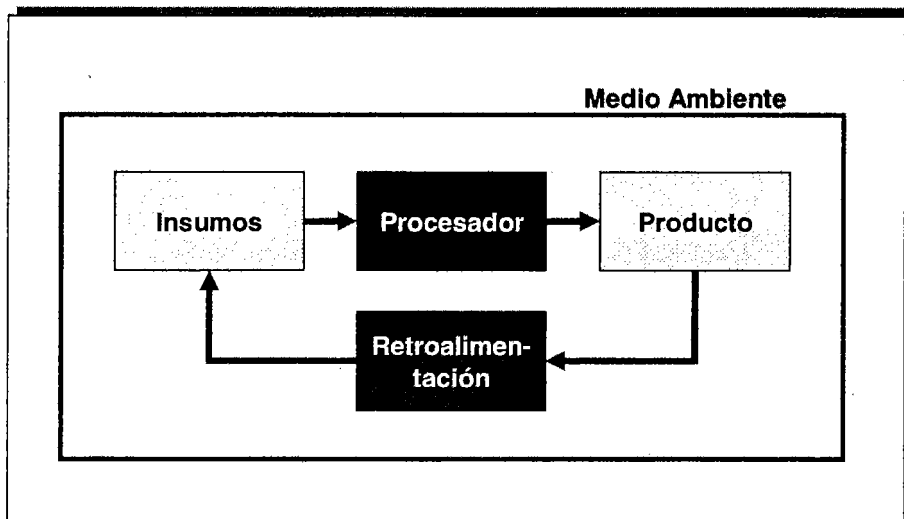 Medio Ambiente
Insumos
Procesador
Producto
Retroalimen-
tación